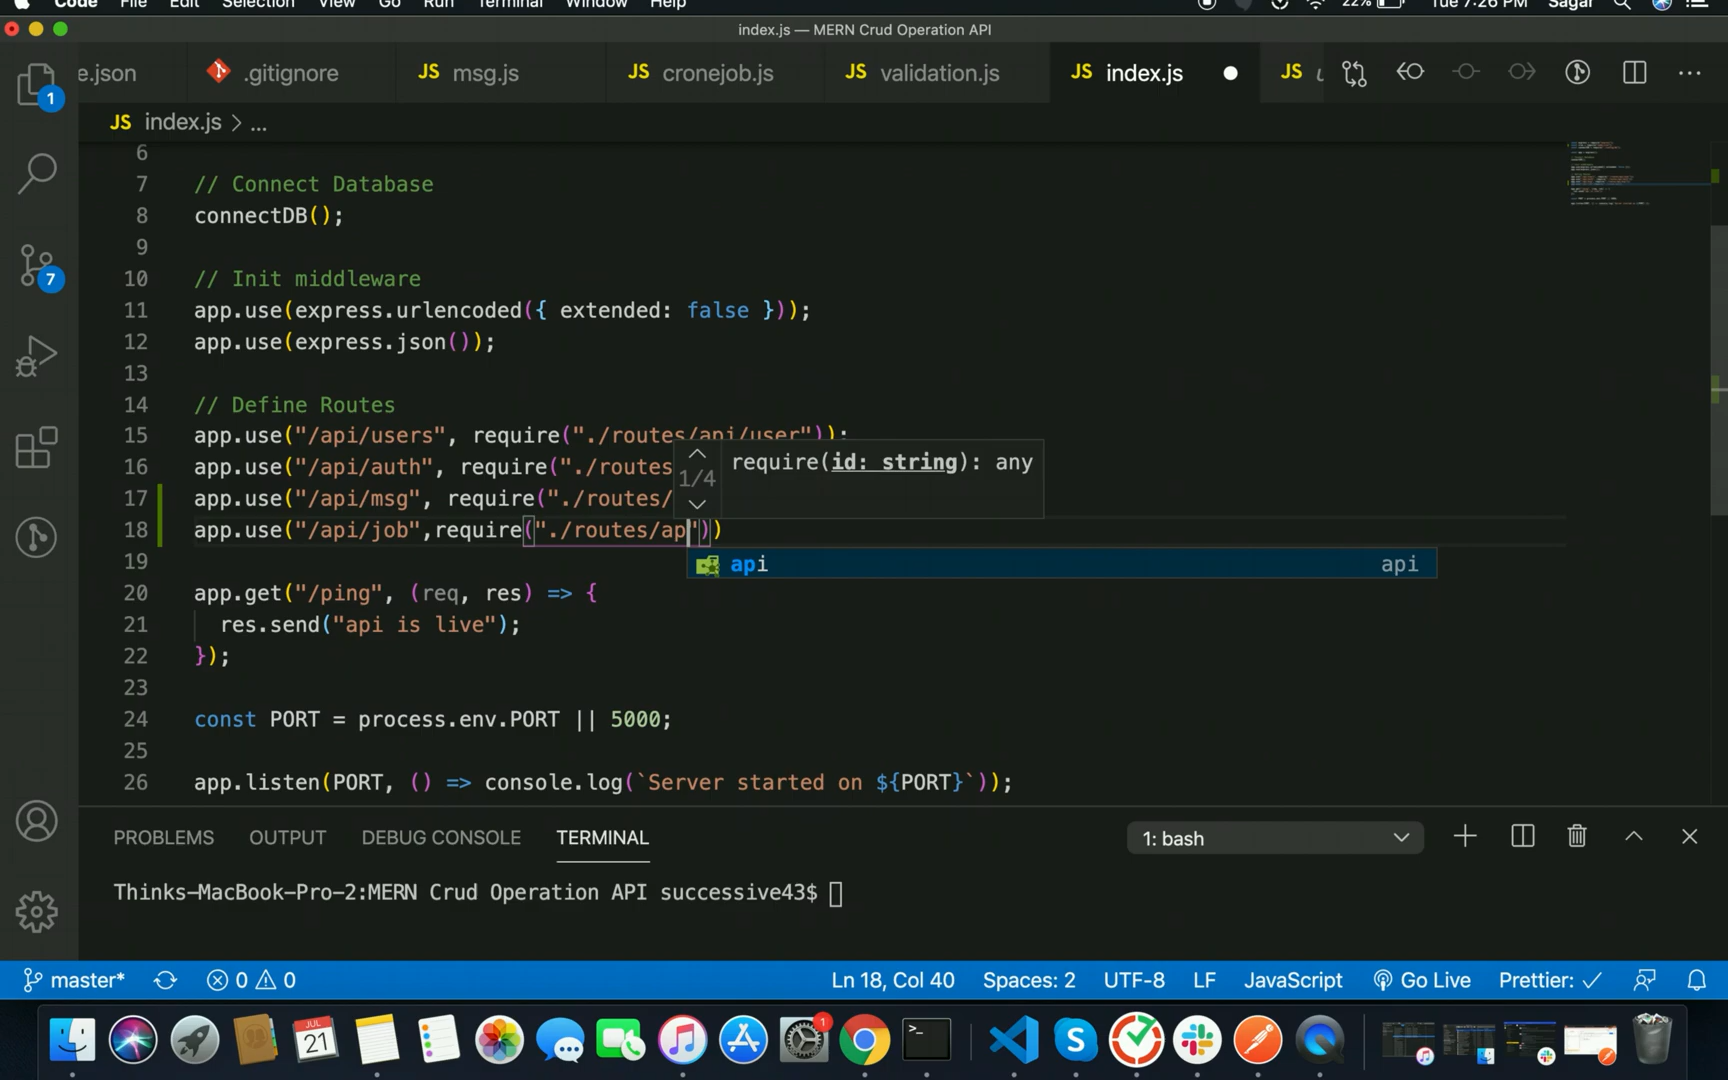 Code File Edit Selection View Go Run Terminal Window Help 22% Tue 7:26 PM Sagar
index.js — MERN Crud Operation API
e.json .gitignore JS msg.js JS cronejob.js JS validation.js JS index.js JS
1
JS index.js > ...
6
7 // Connect Database
8 connectDB();
9
10 // Init middleware
11 app.use(express.urlencoded({ extended: false }));
12 app.use(express.json());
13
14 // Define Routes
15 app.use("/api/users", require("./routes/api/user"));
16 app.use("/api/auth", require("./routes
17 app.use("/api/msg", require("./routes/
18 app.use("/api/job",require("./routes/ap"))
1/4 require(id: string): any
api api
19
20 app.get("/ping", (req, res) => {
21 res.send("api is live");
22 });
23
24 const PORT = process.env.PORT || 5000;
25
26 app.listen(PORT, () => console.log(`Server started on ${PORT}`));
7
PROBLEMS OUTPUT DEBUG CONSOLE TERMINAL 1: bash
Thinks-MacBook-Pro-2:MERN Crud Operation API successive43$
master* 0 0 Ln 18, Col 40 Spaces: 2 UTF-8 LF JavaScript Go Live Prettier: ✓
JUL
21
1